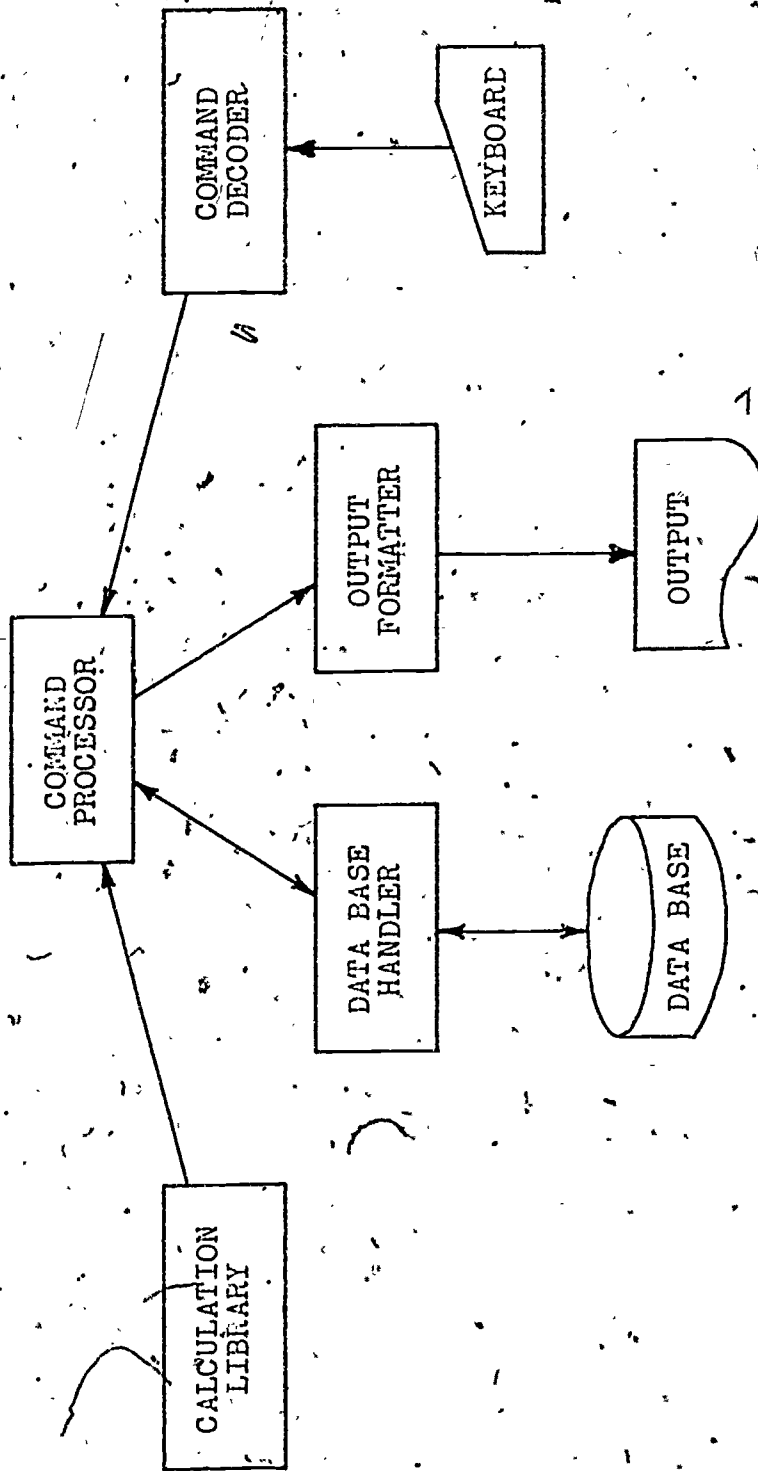 COMMAND
PROCESSOR
CALCULATION
LIBRARY
COMMAND
DECODER
DATA BASE
HANDLER
OUTPUT
FORMATTER
KEYBOARD
DATA BASE
OUTPUT